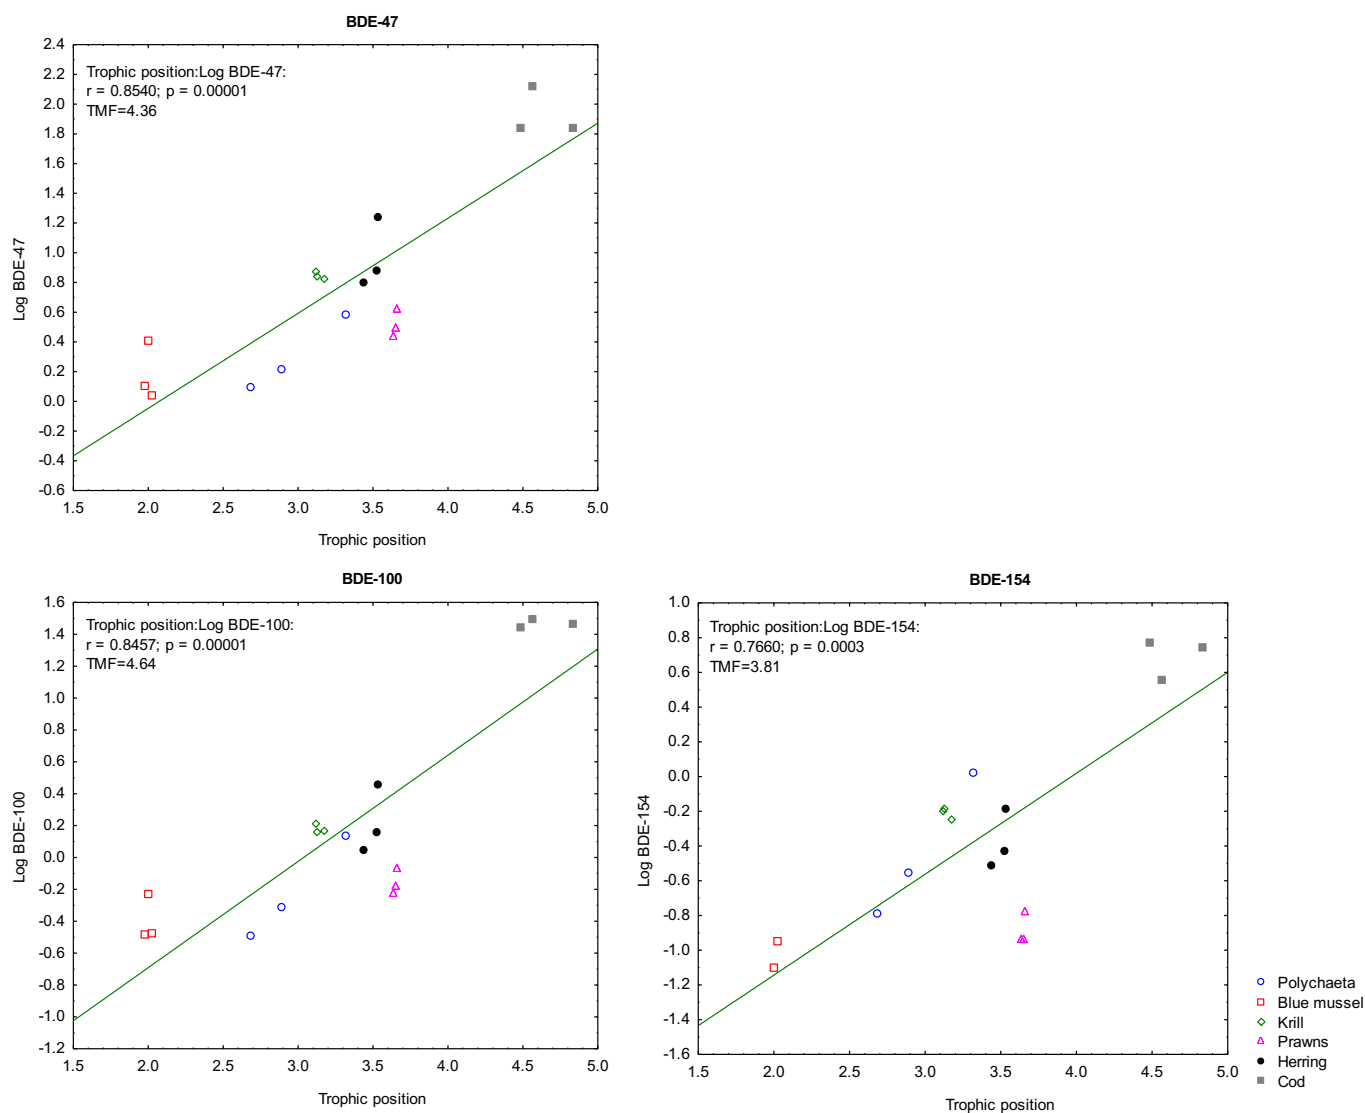 BDE-47
Trophic position:Log BDE-47:
r = 0.8540; p = 0.00001
TMF=4.36
Log BDE-47
2.4
2.2
2.0
1.8
1.6
1.4
1.2
1.0
0.8
0.6
0.4
0.2
0.0
-0.2
-0.4
-0.6
1.5 2.0 2.5 3.0 3.5 4.0 4.5 5.0
Trophic position
BDE-100
Trophic position:Log BDE-100:
r = 0.8457; p = 0.00001
TMF=4.64
Log BDE-100
1.6
1.4
1.2
1.0
0.8
0.6
0.4
0.2
0.0
-0.2
-0.4
-0.6
-0.8
-1.0
-1.2
1.5 2.0 2.5 3.0 3.5 4.0 4.5 5.0
Trophic position
BDE-154
Trophic position:Log BDE-154:
r = 0.7660; p = 0.0003
TMF=3.81
Log BDE-154
1.0
0.8
0.6
0.4
0.2
0.0
-0.2
-0.4
-0.6
-0.8
-1.0
-1.2
-1.4
-1.6
1.5 2.0 2.5 3.0 3.5 4.0 4.5 5.0
Trophic position
Polychaeta
Blue mussel
Krill
Prawns
Herring
Cod